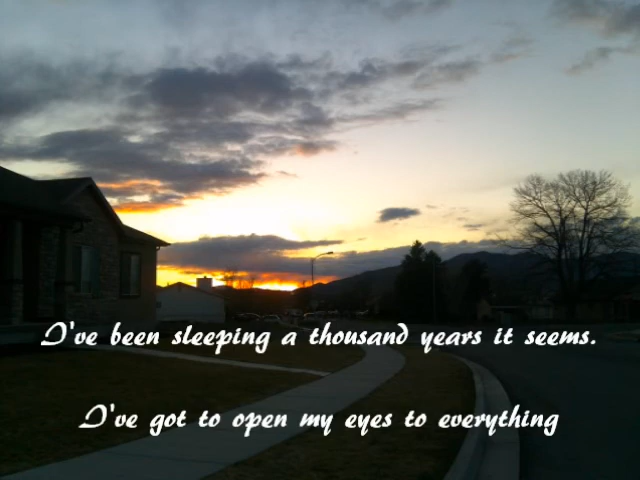 I've been sleeping a thousand years it seems.
I've got to open my eyes to everything